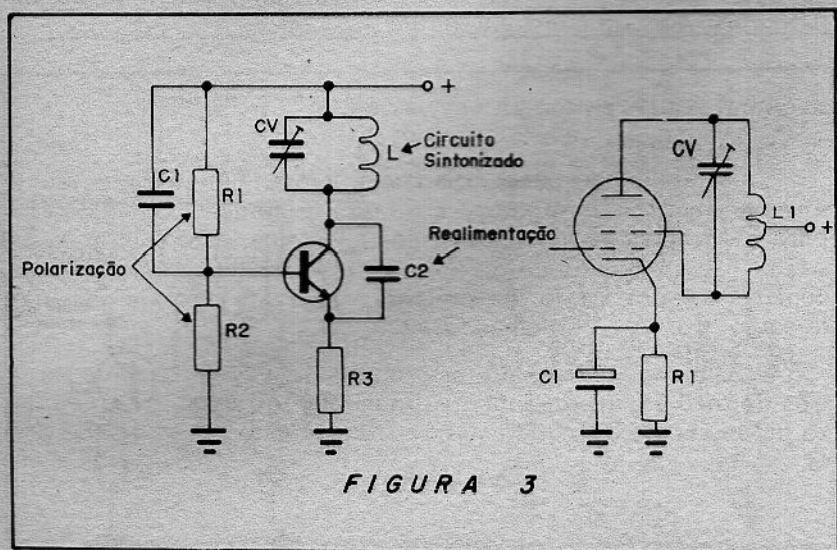 +
CV
L
Circuito
Sintonizado
C1
R1
Realimentação
C2
Polarização
R2
R3
CV
L1
+
C1
R1
FIGURA 3